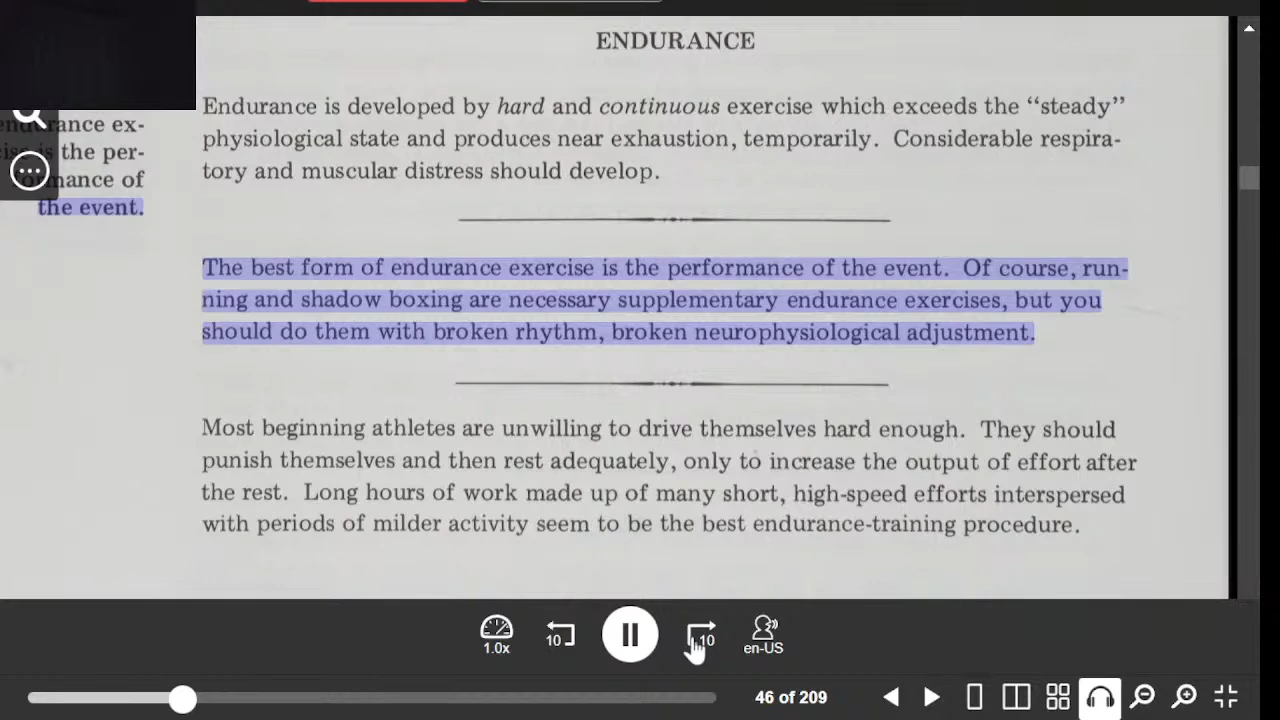 ENDURANCE
Endurance is developed by hard and continuous exercise which exceeds the “steady”
physiological state and produces near exhaustion, temporarily. Considerable respira-
tory and muscular distress should develop.
endurance ex-
is the per-
formance of
the event.
The best form of endurance exercise is the performance of the event. Of course, run-
ning and shadow boxing are necessary supplementary endurance exercises, but you
should do them with broken rhythm, broken neurophysiological adjustment.
Most beginning athletes are unwilling to drive themselves hard enough. They should
punish themselves and then rest adequately, only to increase the output of effort after
the rest. Long hours of work made up of many short, high-speed efforts interspersed
with periods of milder activity seem to be the best endurance-training procedure.
1.0x
10
10
en-US
46 of 209